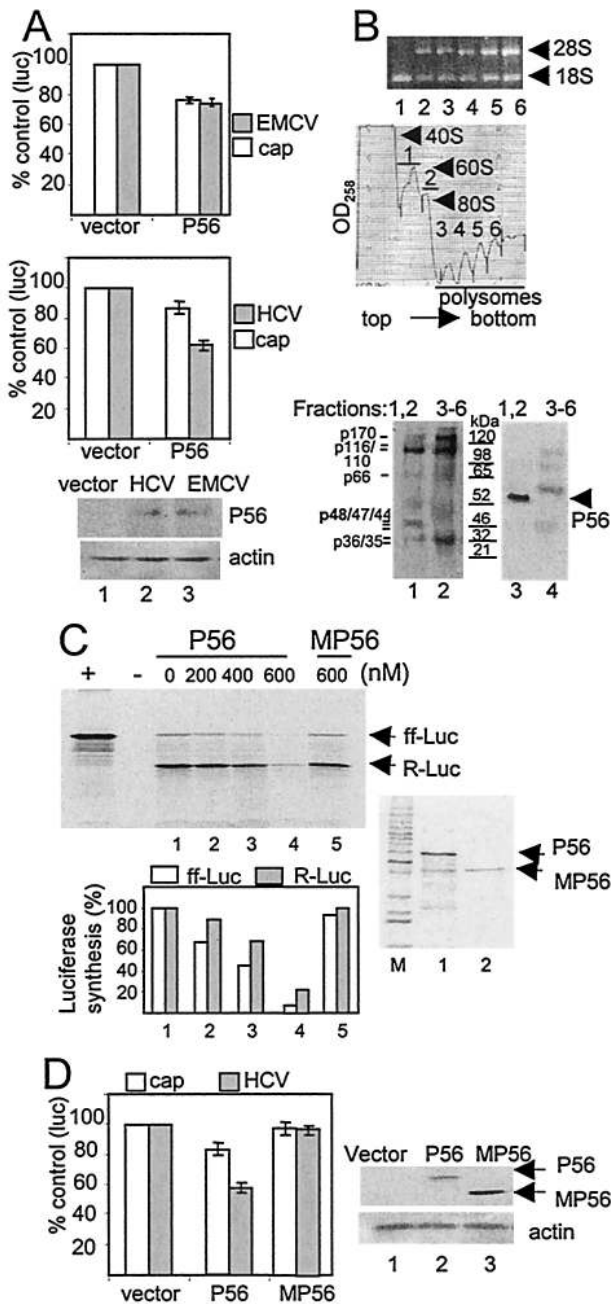 A
% control (luc)
100
80
60
40
20
vector
P56
EMCV
cap
% control (luc)
100
80
60
40
20
vector
P56
HCV
cap
vector HCV EMCV
P56
actin
1 2 3
B
28S
18S
1 2 3 4 5 6
OD258
40S
1
60S
2
80S
3 4 5 6
polysomes
top bottom
Fractions:1,2 3-6 kDa 1,2 3-6
p170
p116/
110
p66
p48/47/44
p36/35
120
98
65
52
46
32
21
P56
1 2 3 4
C
P56 MP56
+ - 0 200 400 600 600 (nM)
ff-Luc
R-Luc
1 2 3 4 5
ff-Luc R-Luc
Luciferase
synthesis (%)
100
80
60
40
20
1 2 3 4 5
P56
MP56
M 1 2
D
cap HCV
% control (luc)
100
80
60
40
20
vector P56 MP56
Vector P56 MP56
P56
MP56
actin
1 2 3